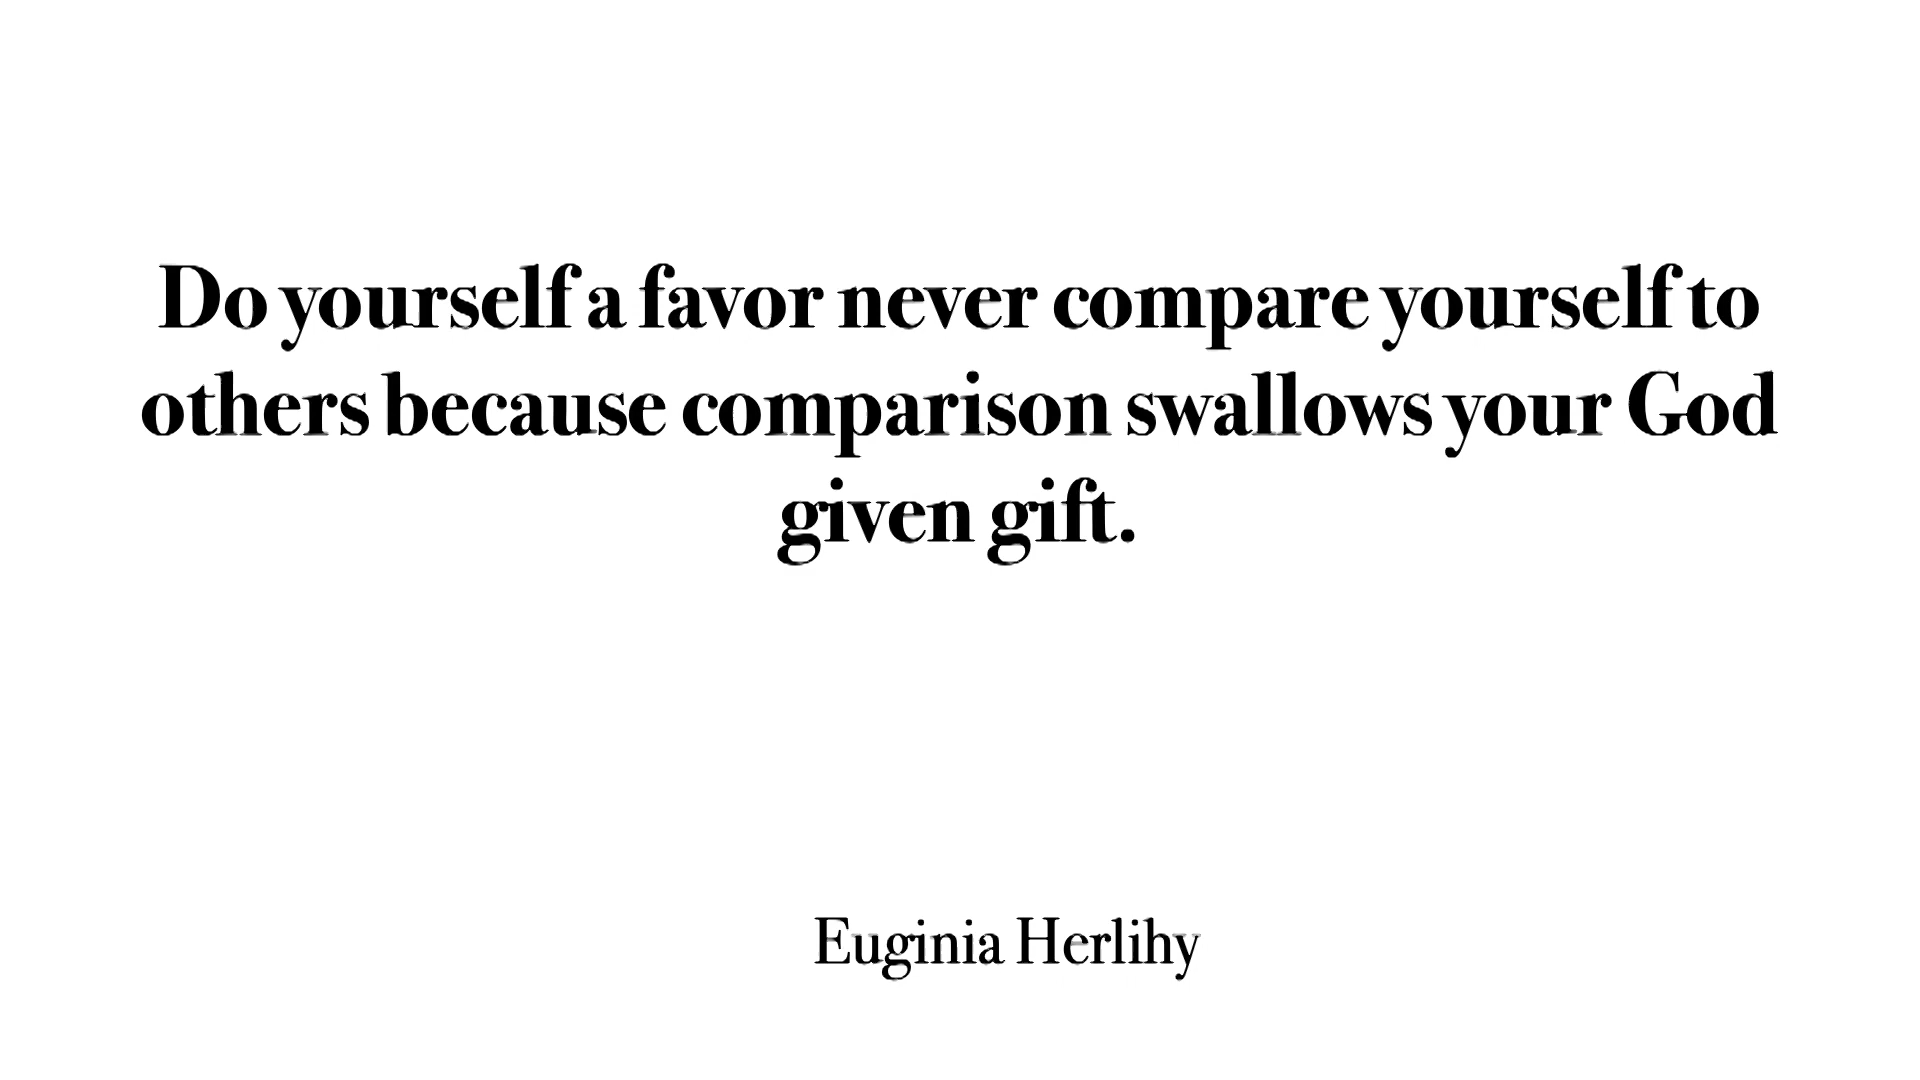 Do yourself a favor never compare yourself to
others because comparison swallows your God
given gift.
Euginia Herlihy